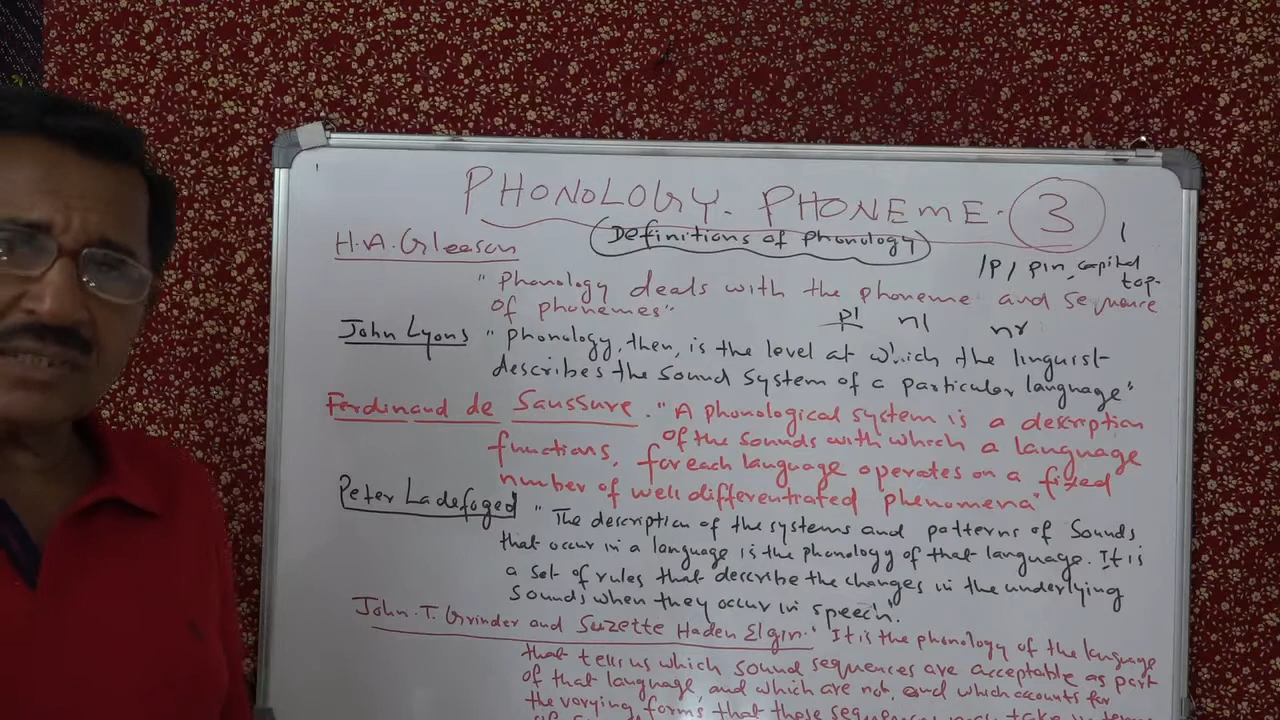 PHONOLOGY. PHONEME. 3
Definitions of Phonology
H.A. Gleason
/P/ pin, capital
top.
"Phonology deals with the phoneme and sequence
of phonemes"
pl nl nr
John Lyons "Phonology, then, is the level at which the linguist
describes the sound system of a particular language"
Ferdinand de Saussure. "A phonological system is a description
of the sounds with which a language
functions, for each language operates on a fixed
number of well differentiated phenomena"
Peter Ladefoged "The description of the systems and patterns of sounds
that occur in a language is the phonology of that language. It is
a set of rules that describe the changes in the underlying
sounds when they occur in speech".
John. T. Grinder and Suzette Haden Elgin. "It is the phonology of the language
that tells us which sound sequences are acceptable as part
of that language, and which are not, and which accounts for
the varying forms that these